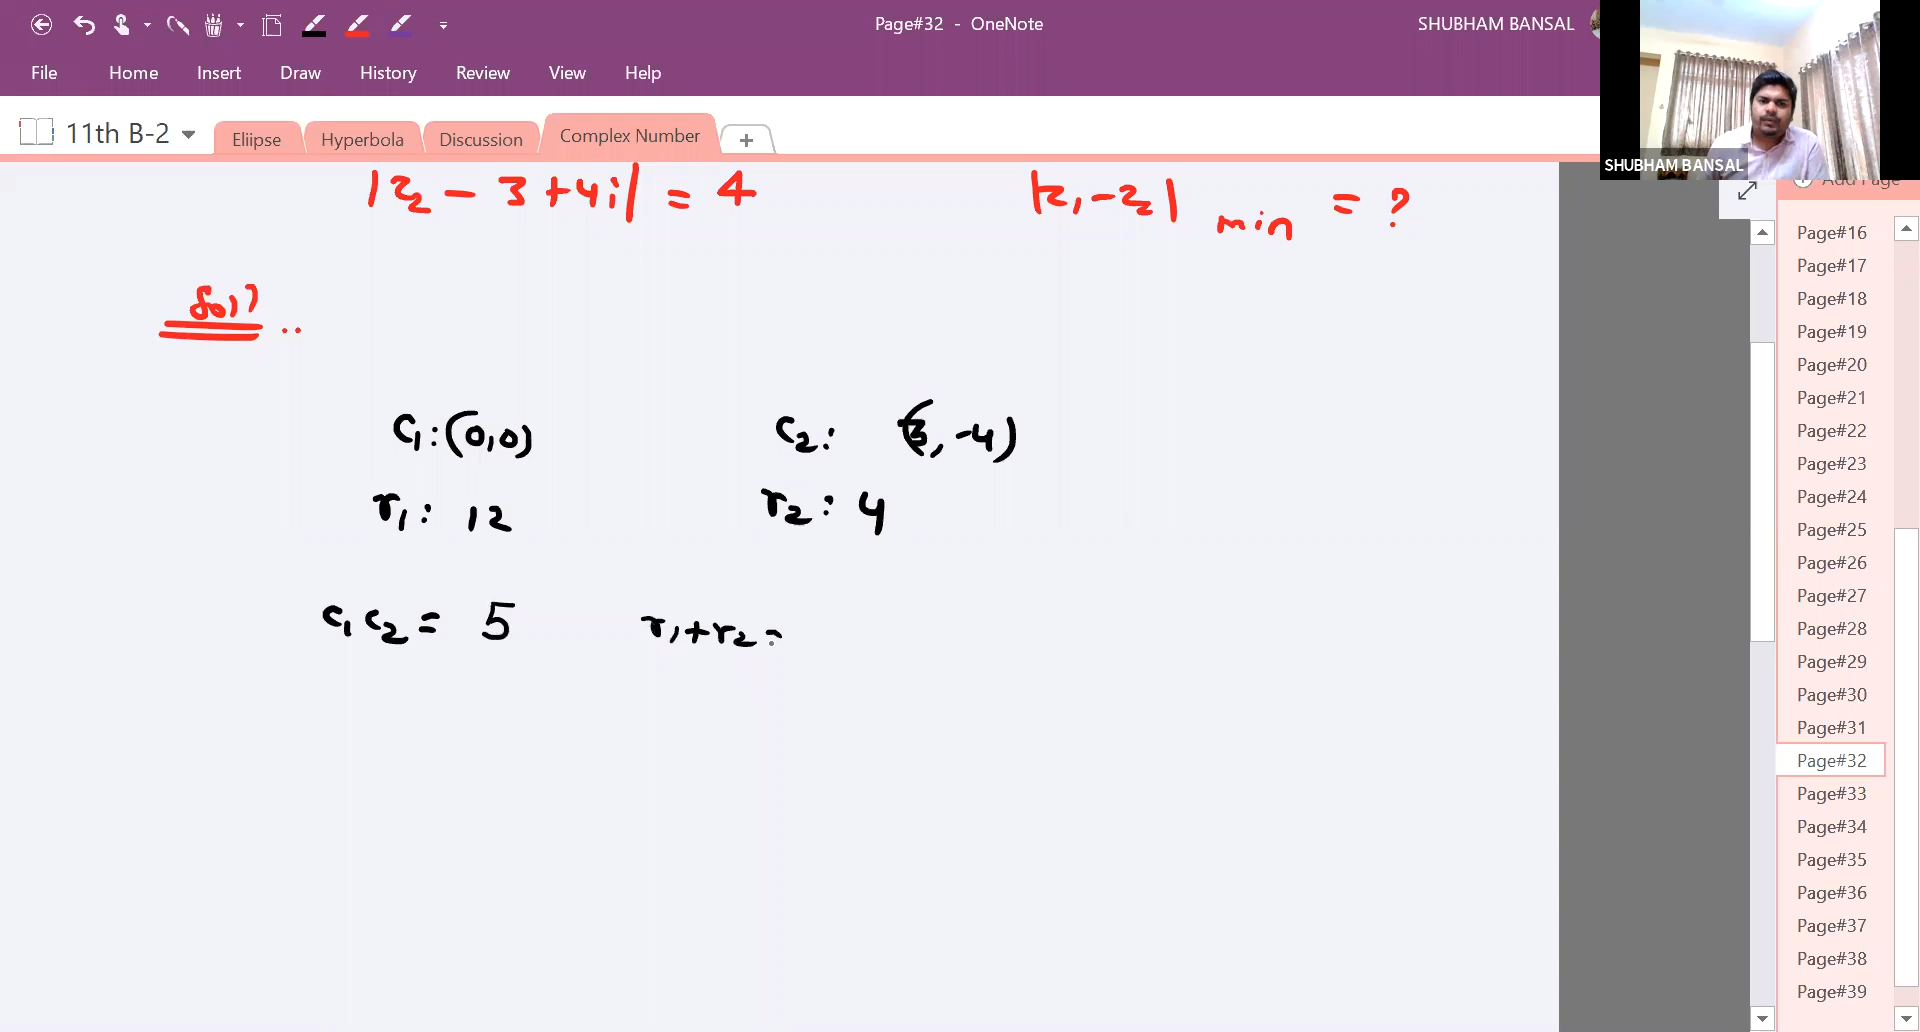 Page#32 - OneNote
SHUBHAM BANSAL
File Home Insert Draw History Review View Help
11th B-2
Eliipse
Hyperbola
Discussion
Complex Number
SHUBHAM BANSAL
Add Page
|z₂ - 3 + 4i| = 4
|z₁ - z₂| min = ?
Sol?
C₁ : (0,0)
C₂ : (3, -4)
r₁ : 12
r₂ : 4
C₁ C₂ = 5
r₁ + r₂ =
Page#16
Page#17
Page#18
Page#19
Page#20
Page#21
Page#22
Page#23
Page#24
Page#25
Page#26
Page#27
Page#28
Page#29
Page#30
Page#31
Page#32
Page#33
Page#34
Page#35
Page#36
Page#37
Page#38
Page#39